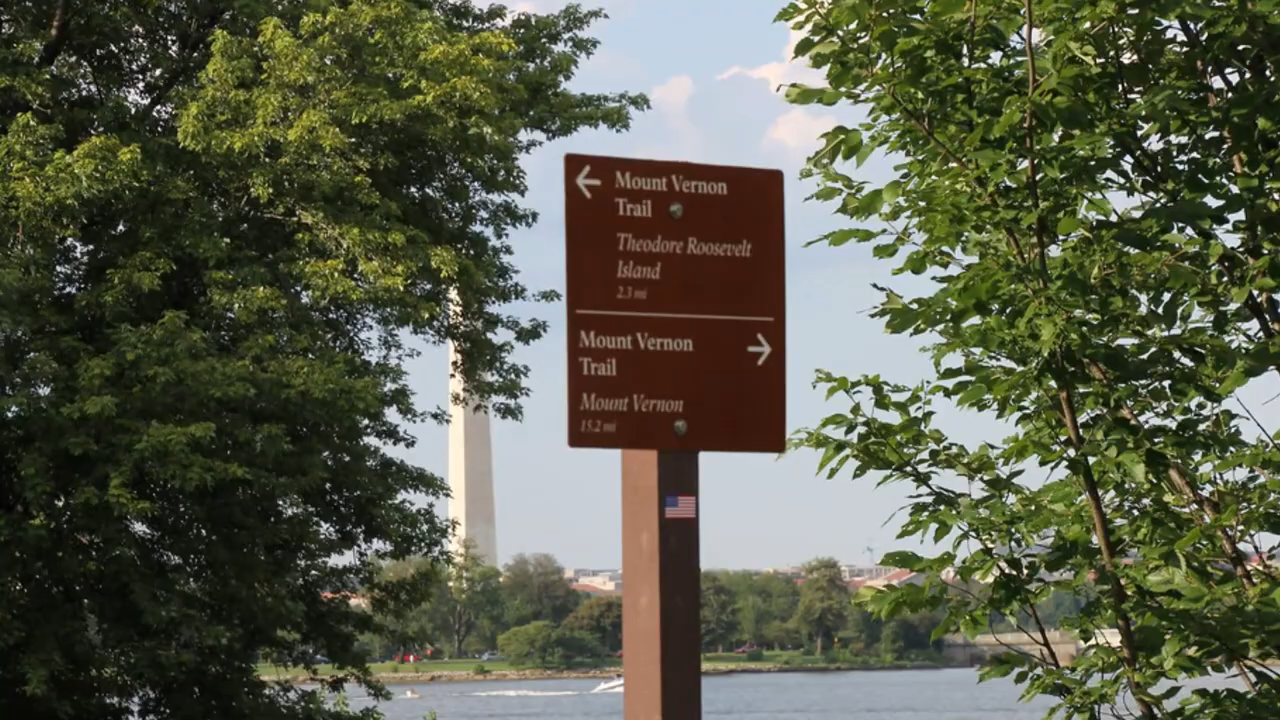 Mount Vernon
Trail
Theodore Roosevelt
Island
2.3 mi
Mount Vernon
Trail
Mount Vernon
15.2 mi